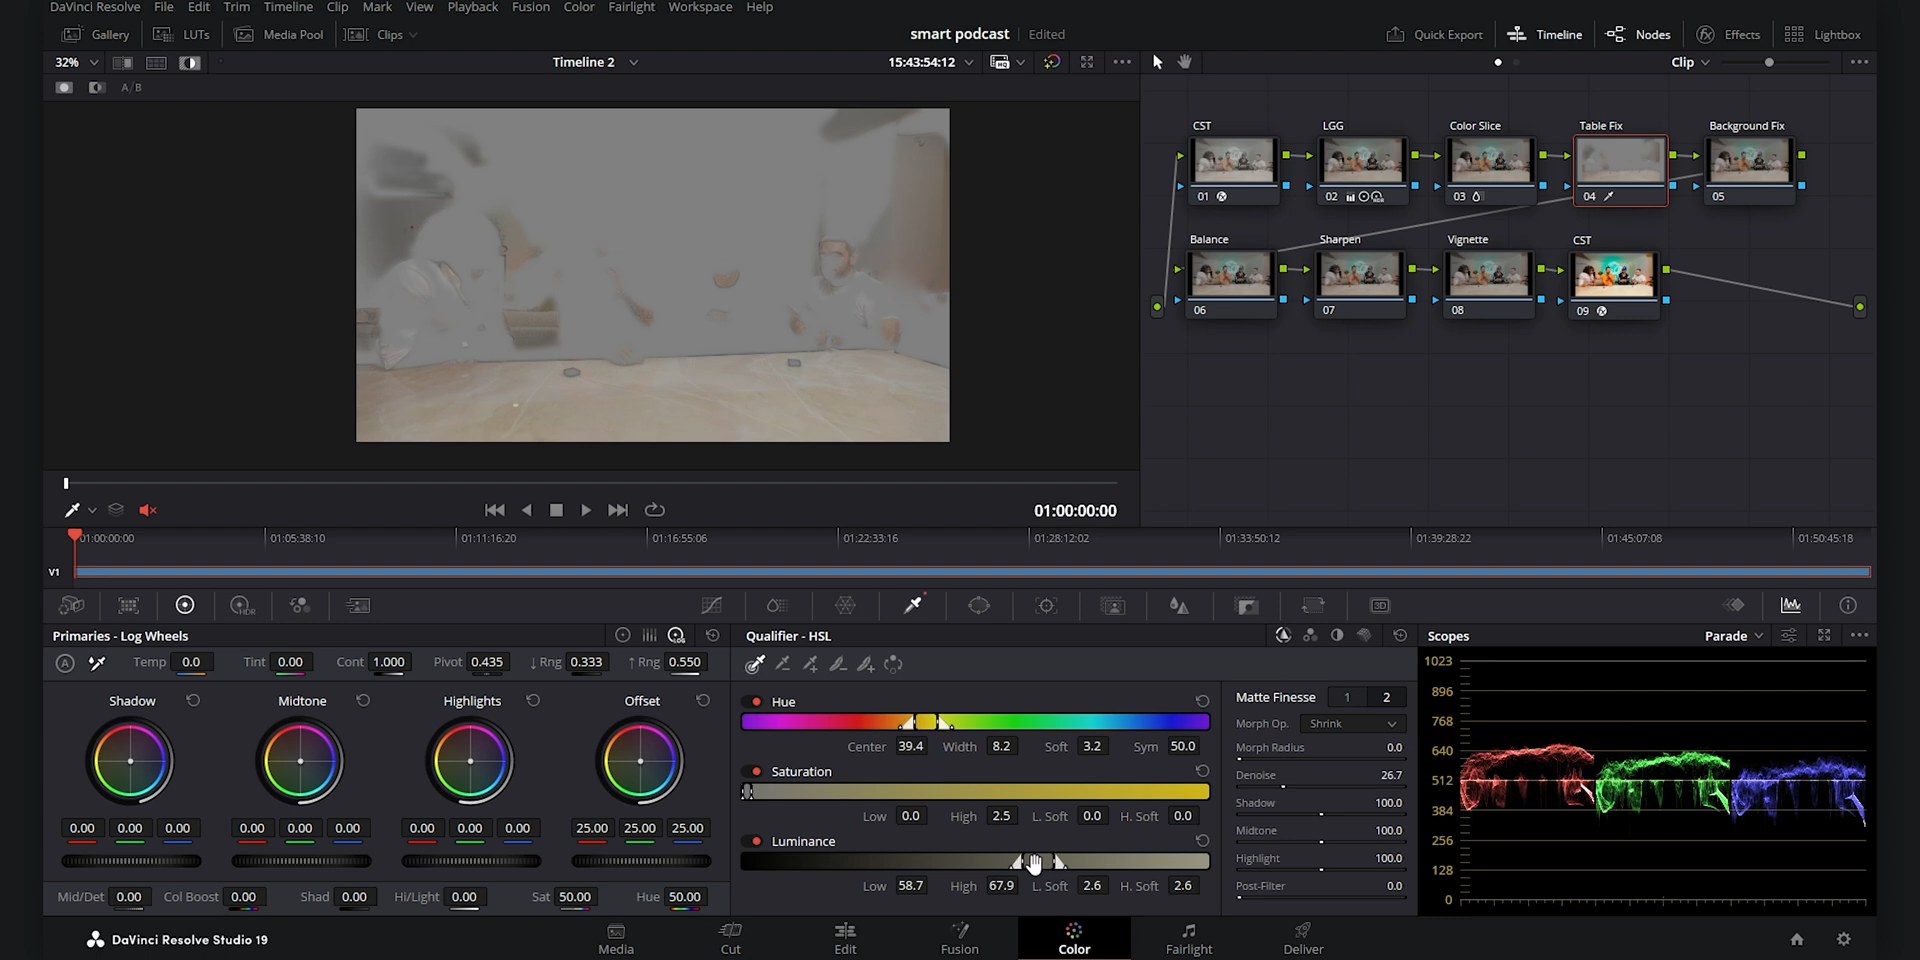 DaVinci Resolve File Edit Trim Timeline Clip Mark View Playback Fusion Color Fairlight Workspace Help
Gallery LUTs Media Pool Clips smart podcast Edited Quick Export Timeline Nodes Effects Lightbox
32% Timeline 2 15:43:54:12 Clip
A/B
CST LGG Color Slice Table Fix Background Fix
01 02 03 04 05
Balance Sharpen Vignette CST
06 07 08 09
01:00:00:00
01:00:00:00 01:05:38:10 01:11:16:20 01:16:55:06 01:22:33:16 01:28:12:02 01:33:50:12 01:39:28:22 01:45:07:08 01:50:45:18
V1
HDR 3D
Primaries - Log Wheels LOG Qualifier - HSL Scopes Parade
A Temp 0.0 Tint 0.00 Cont 1.000 Pivot 0.435 ↓ Rng 0.333 ↑ Rng 0.550
Shadow Midtone Highlights Offset
0.00 0.00 0.00 0.00 0.00 0.00 0.00 0.00 0.00 25.00 25.00 25.00
Mid/Det 0.00 Col Boost 0.00 Shad 0.00 Hi/Light 0.00 Sat 50.00 Hue 50.00
Hue
Center 39.4 Width 8.2 Soft 3.2 Sym 50.0
Saturation
Low 0.0 High 2.5 L. Soft 0.0 H. Soft 0.0
Luminance
Low 58.7 High 67.9 L. Soft 2.6 H. Soft 2.6
Matte Finesse 1 2
Morph Op. Shrink
Morph Radius 0.0
Denoise 26.7
Shadow 100.0
Midtone 100.0
Highlight 100.0
Post-Filter 0.0
1023
896
768
640
512
384
256
128
0
DaVinci Resolve Studio 19 Media Cut Edit Fusion Color Fairlight Deliver